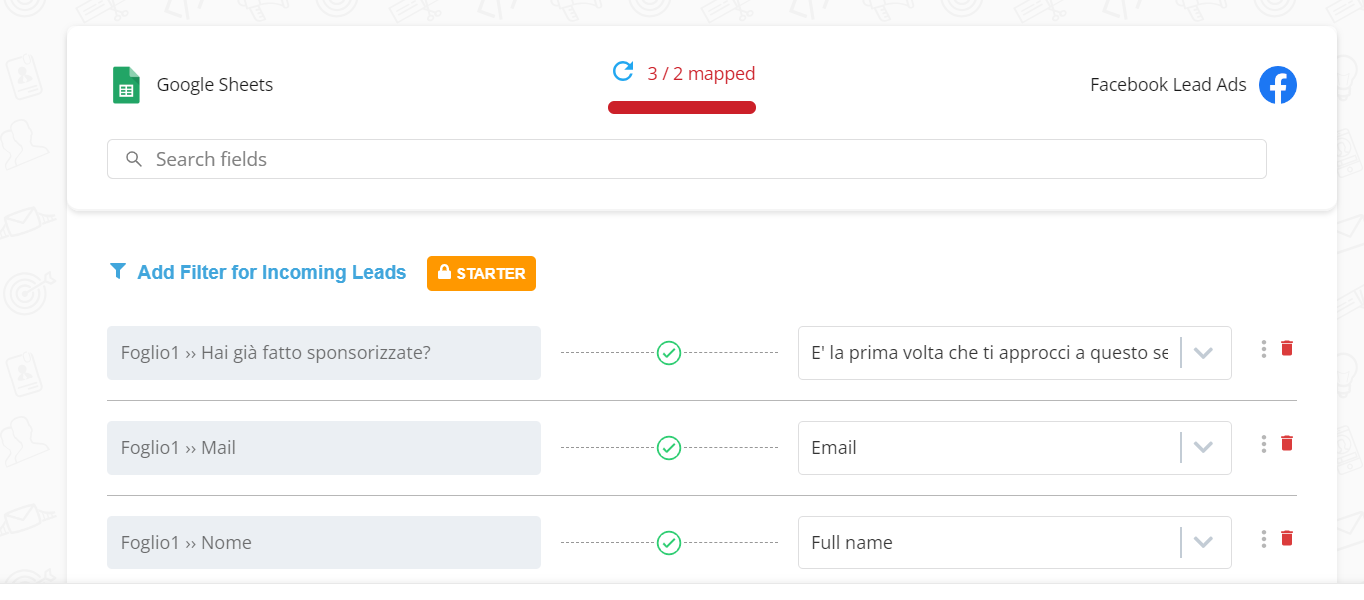 Google Sheets
3 / 2 mapped
Facebook Lead Ads
Search fields
Add Filter for Incoming Leads
STARTER
Foglio1 ›› Hai già fatto sponsorizzate?
E' la prima volta che ti approcci a questo se
Foglio1 ›› Mail
Email
Foglio1 ›› Nome
Full name